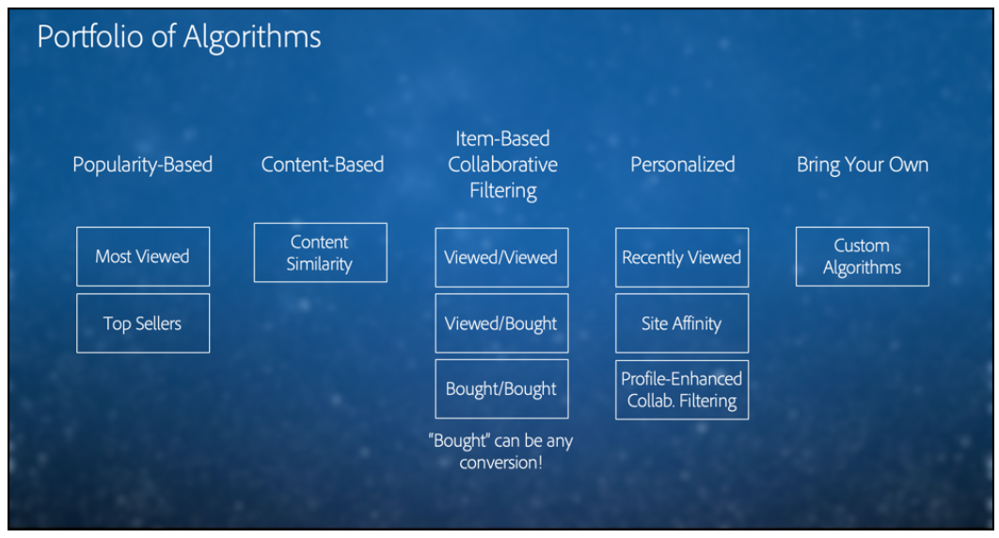 Portfolio of Algorithms
Popularity-Based
Most Viewed
Top Sellers
Content-Based
Content
Similarity
Item-Based
Collaborative
Filtering
Viewed/Viewed
Viewed/Bought
Bought/Bought
"Bought" can be any
conversion!
Personalized
Recently Viewed
Site Affinity
Profile-Enhanced
Collab. Filtering
Bring Your Own
Custom
Algorithms